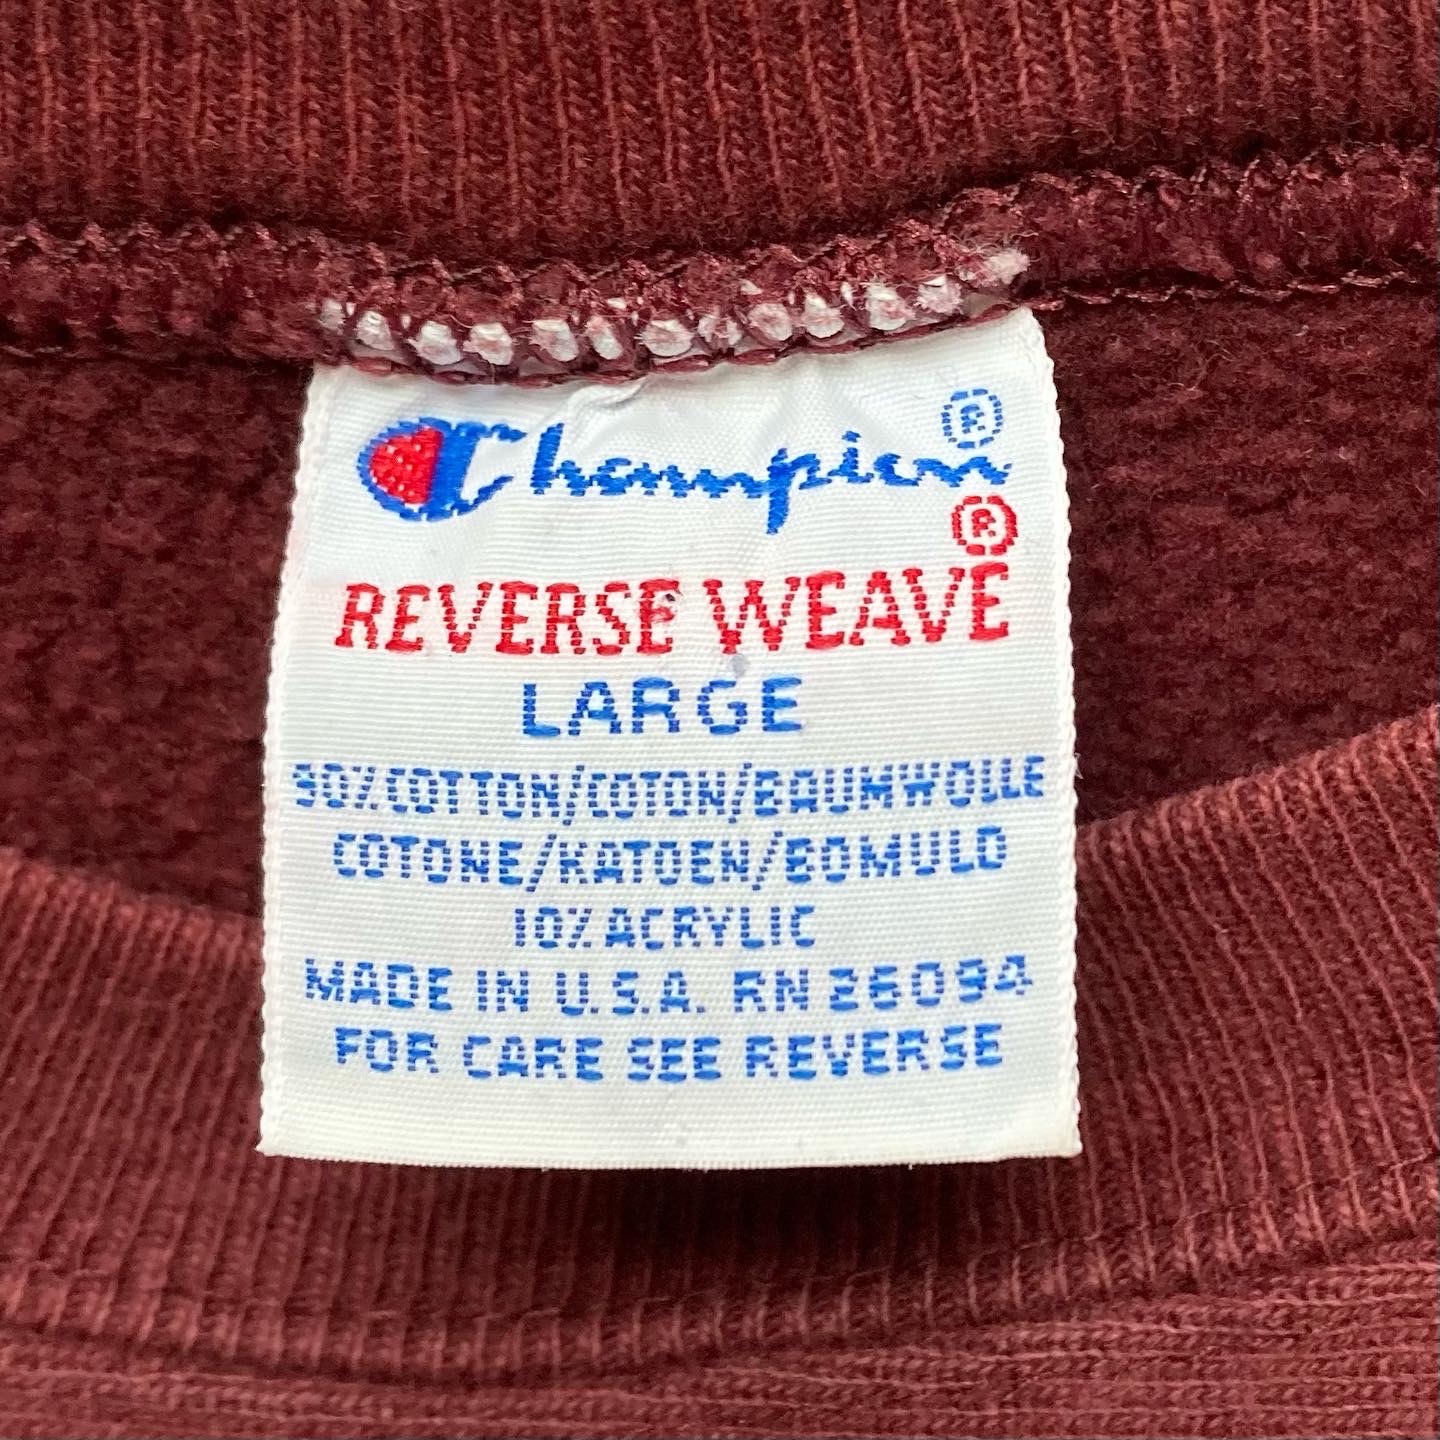 Champion®
REVERSE WEAVE®
LARGE
90% COTTON/COTON/BAUMWOLLE
COTONE/KATOEN/BOMULD
10% ACRYLIC
MADE IN U.S.A. RN 26094
FOR CARE SEE REVERSE